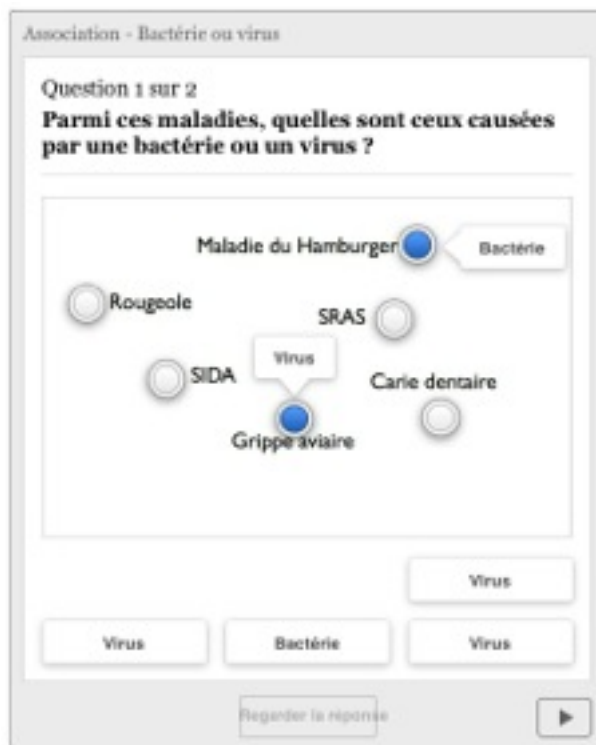 Association - Bactérie ou virus
Question 1 sur 2
Parmi ces maladies, quelles sont ceux causées
par une bactérie ou un virus ?
Maladie du Hamburger
Bactérie
Rougeole
SRAS
Virus
SIDA
Carie dentaire
Grippe aviaire
Virus
Virus
Bactérie
Virus
Regarder la réponse